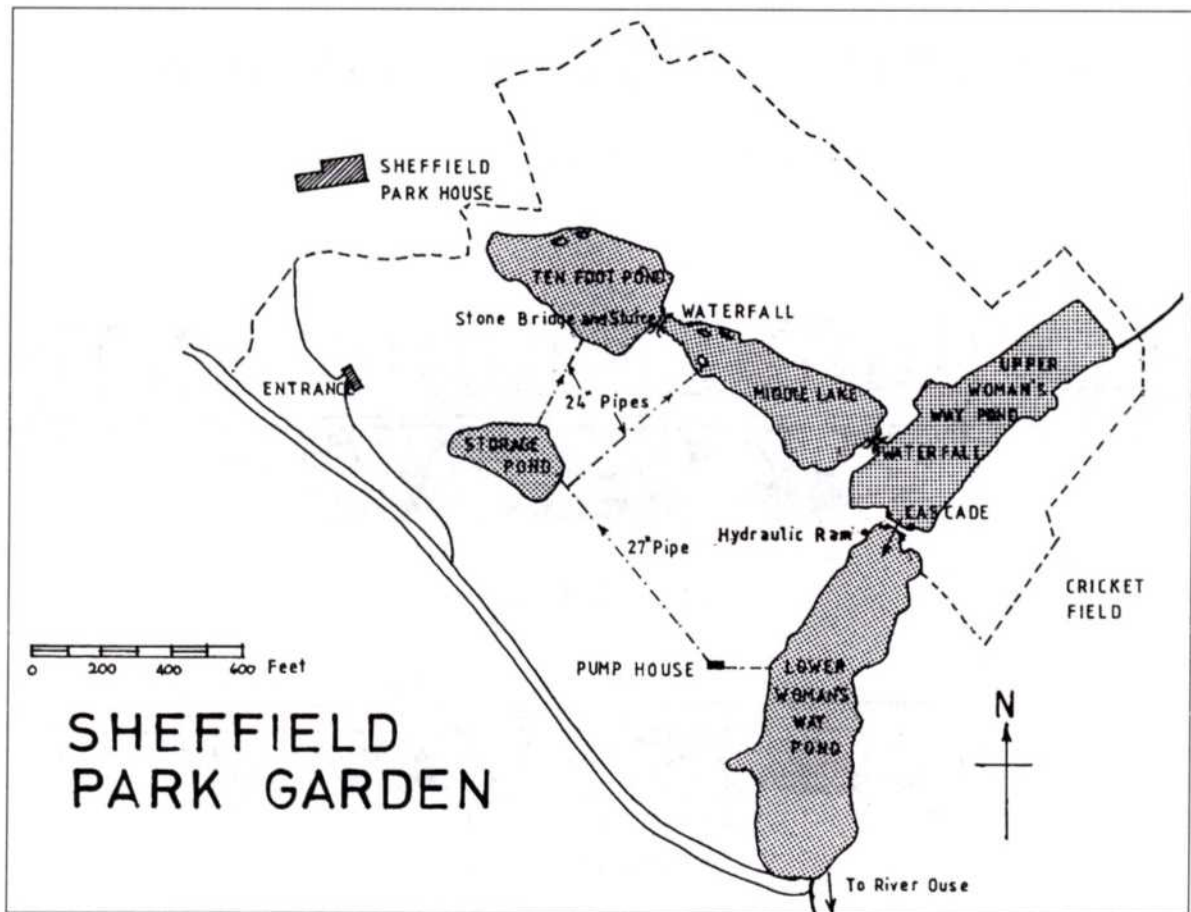 SHEFFIELD
PARK HOUSE
TEN FOOT POND
Stone Bridge and Sluice
WATERFALL
ENTRANCE
24" Pipes
MIDDLE LAKE
UPPER
WOMAN'S
WAY POND
STORAGE
POND
WATERFALL
CASCADE
Hydraulic Ram
27" Pipe
CRICKET
FIELD
0 200 400 600 Feet
PUMP HOUSE
LOWER
WOMAN'S
WAY
POND
N
SHEFFIELD
PARK GARDEN
To River Ouse